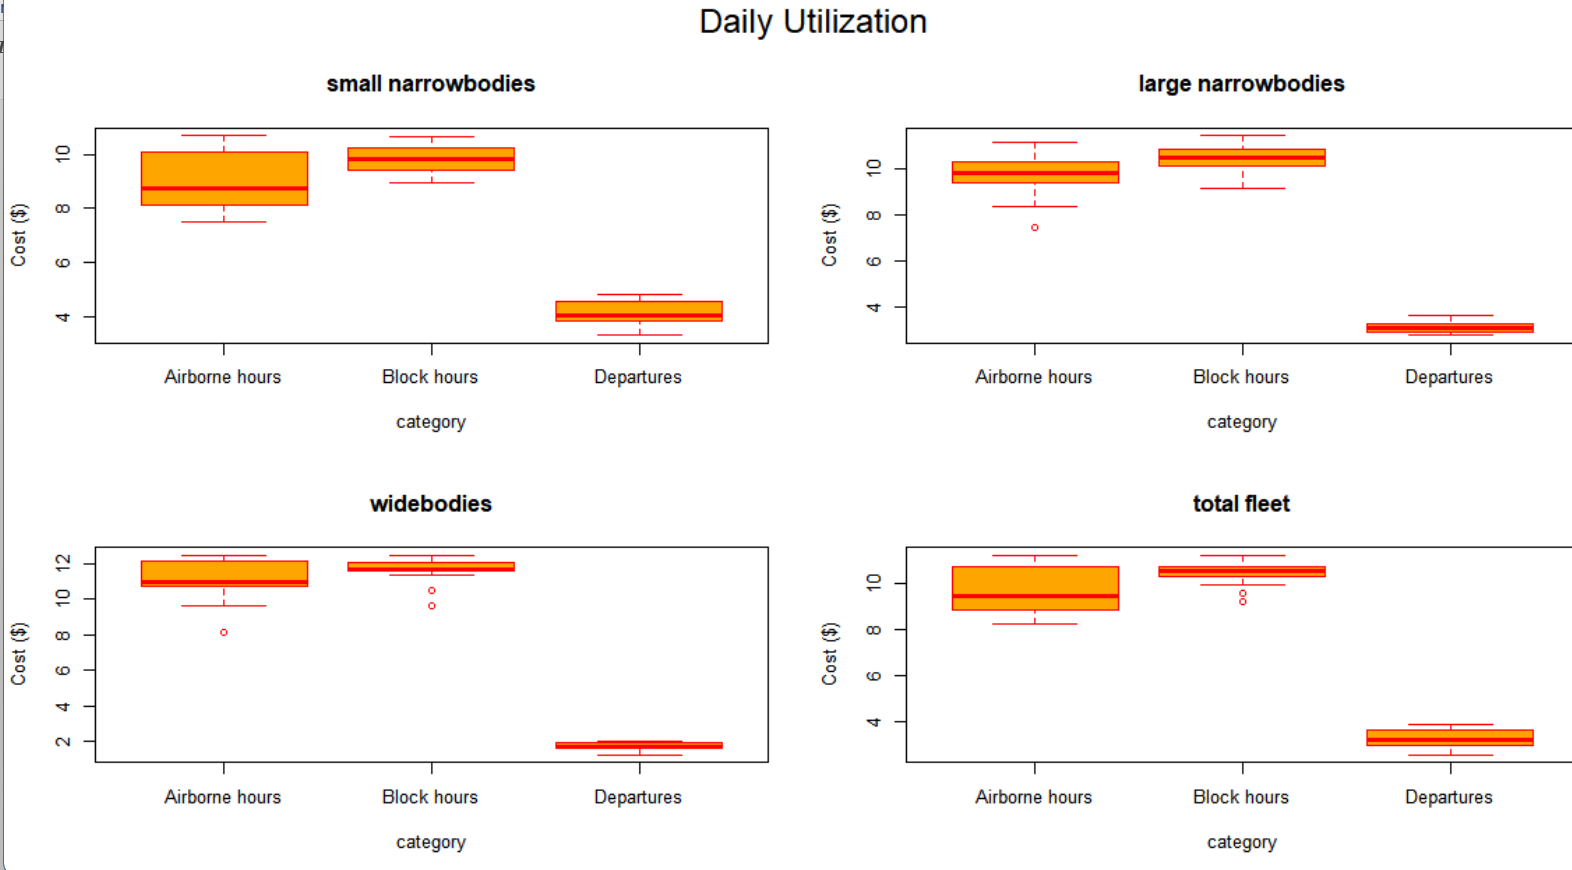 Daily Utilization
small narrowbodies
Cost ($)
10
8
6
4
Airborne hours Block hours Departures
category
large narrowbodies
Cost ($)
10
8
6
4
Airborne hours Block hours Departures
category
widebodies
Cost ($)
12
10
8
6
4
2
Airborne hours Block hours Departures
category
total fleet
Cost ($)
10
8
6
4
Airborne hours Block hours Departures
category